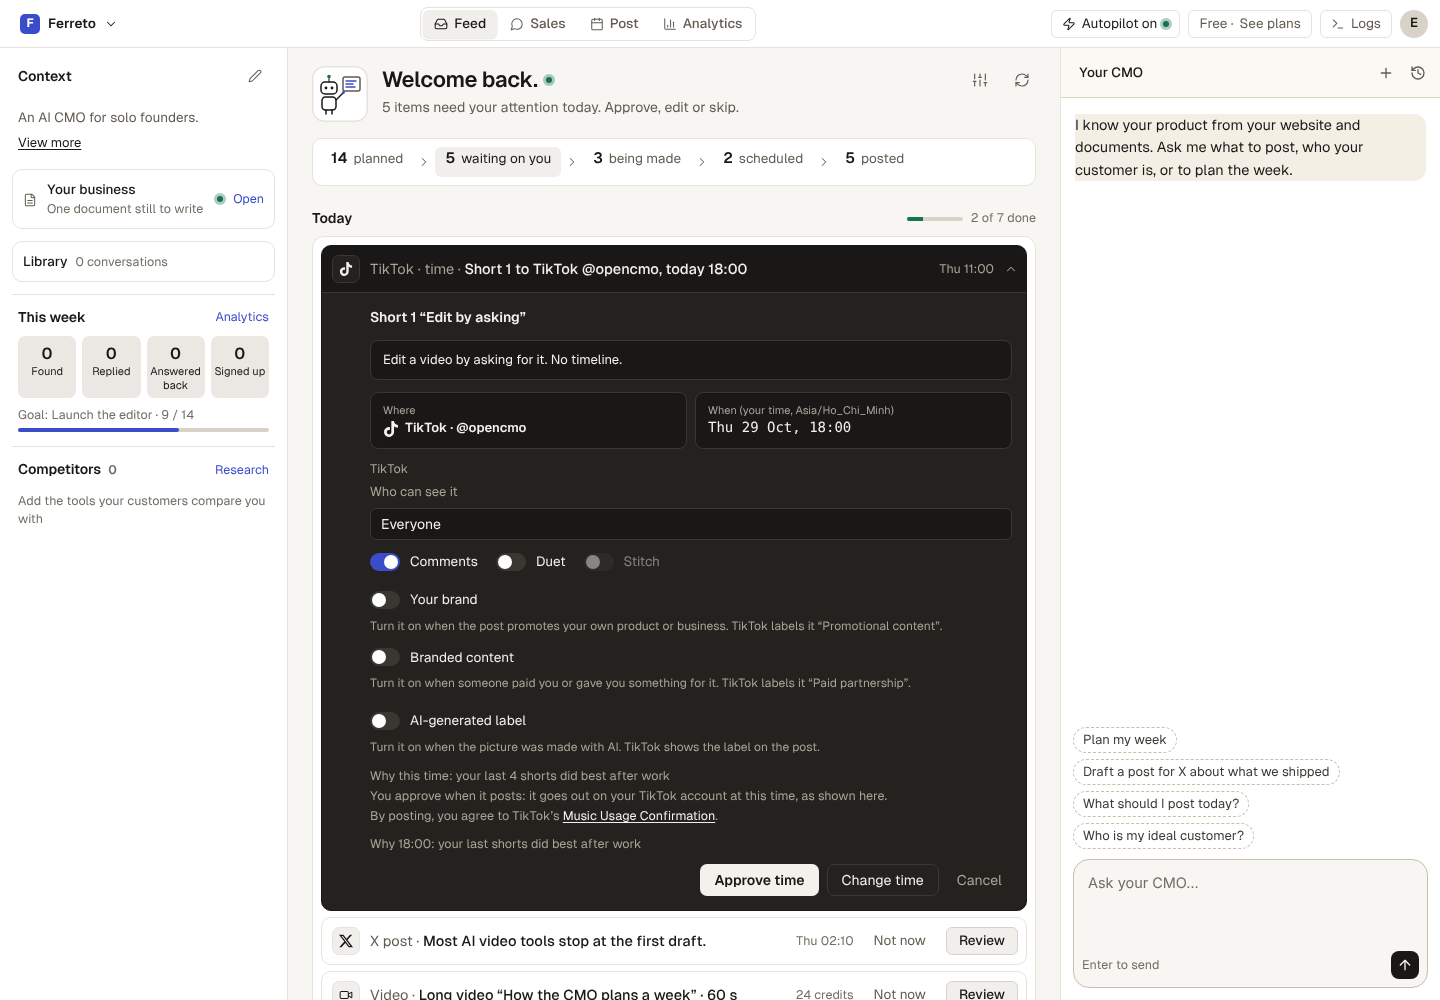 F Ferreto
Feed Sales Post Analytics
Autopilot on
Free · See plans
Logs
E
Context
An AI CMO for solo founders.
View more
Your business
One document still to write
Open
Library 0 conversations
This week Analytics
0 Found
0 Replied
0 Answered back
0 Signed up
Goal: Launch the editor · 9 / 14
Competitors 0 Research
Add the tools your customers compare you
with
Welcome back.
5 items need your attention today. Approve, edit or skip.
14 planned 5 waiting on you 3 being made 2 scheduled 5 posted
Today 2 of 7 done
TikTok · time · Short 1 to TikTok @opencmo, today 18:00 Thu 11:00
Short 1 “Edit by asking”
Edit a video by asking for it. No timeline.
Where
TikTok · @opencmo
When (your time, Asia/Ho_Chi_Minh)
Thu 29 Oct, 18:00
TikTok
Who can see it
Everyone
Comments Duet Stitch
Your brand
Turn it on when the post promotes your own product or business. TikTok labels it “Promotional content”.
Branded content
Turn it on when someone paid you or gave you something for it. TikTok labels it “Paid partnership”.
AI-generated label
Turn it on when the picture was made with AI. TikTok shows the label on the post.
Why this time: your last 4 shorts did best after work
You approve when it posts: it goes out on your TikTok account at this time, as shown here.
By posting, you agree to TikTok’s Music Usage Confirmation.
Why 18:00: your last shorts did best after work
Approve time Change time Cancel
X post · Most AI video tools stop at the first draft. Thu 02:10 Not now Review
Video · Long video “How the CMO plans a week” · 60 s 24 credits Not now Review
Your CMO
I know your product from your website and
documents. Ask me what to post, who your
customer is, or to plan the week.
Plan my week
Draft a post for X about what we shipped
What should I post today?
Who is my ideal customer?
Ask your CMO...
Enter to send